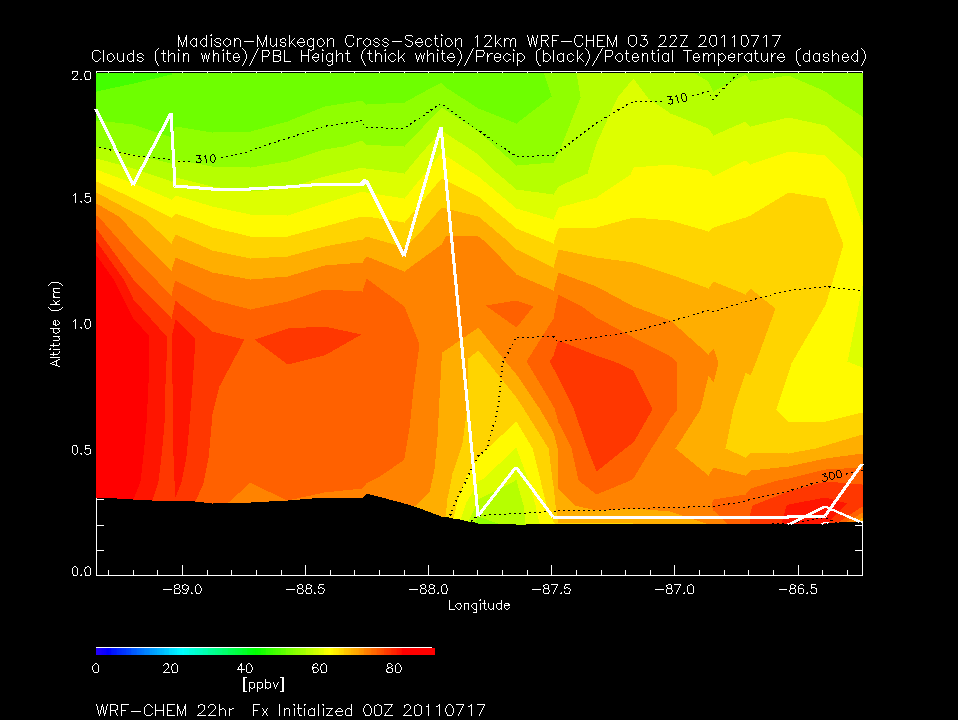 Madison-Muskegon Cross-Section 12km WRF-CHEM O3 22Z 20110717
Clouds (thin white)/PBL Height (thick white)/Precip (black)/Potential Temperature (dashed)
2.0
310
310
1.5
Altitude (km)
1.0
0.5
300
0.0
-89.0 -88.5 -88.0 -87.5 -87.0 -86.5
Longitude
0 20 40 60 80
[ppbv]
WRF-CHEM 22hr Fx Initialized 00Z 20110717